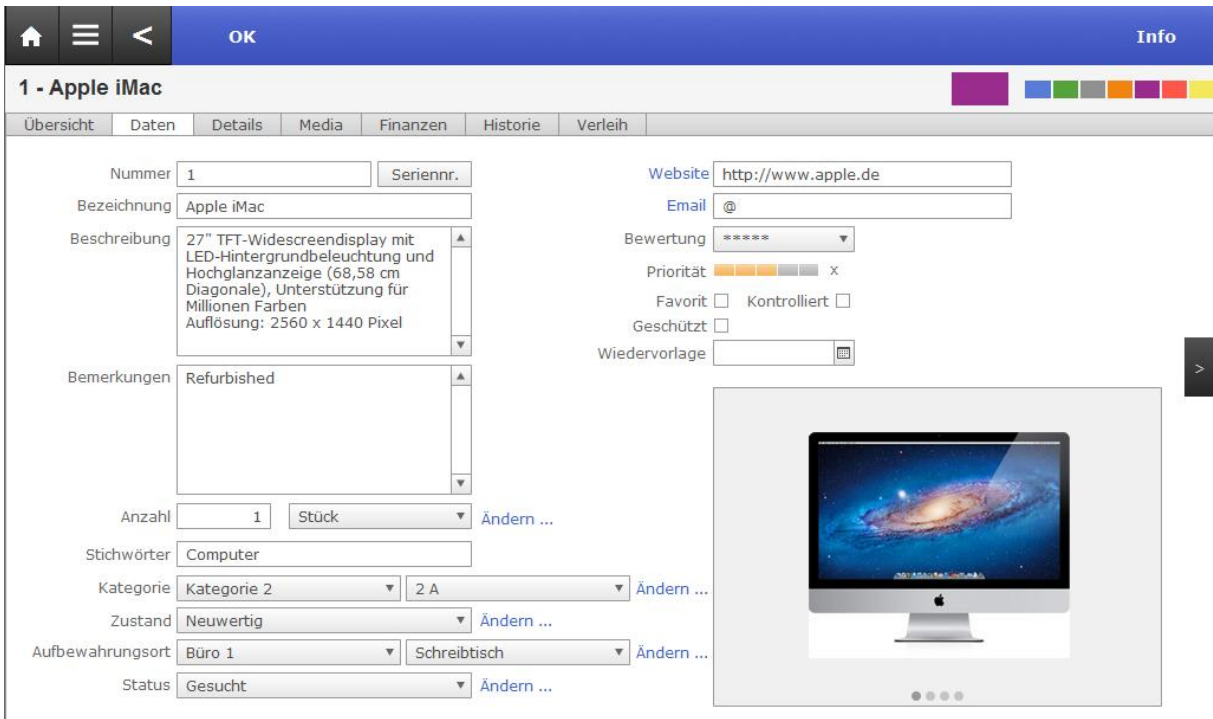 < OK Info
1 - Apple iMac
Übersicht Daten Details Media Finanzen Historie Verleih
Nummer 1 Seriennr.
Bezeichnung Apple iMac
Beschreibung 27" TFT-Widescreendisplay mit
LED-Hintergrundbeleuchtung und
Hochglanzanzeige (68,58 cm
Diagonale), Unterstützung für
Millionen Farben
Auflösung: 2560 x 1440 Pixel
Bemerkungen Refurbished
Anzahl 1 Stück Ändern ...
Stichwörter Computer
Kategorie Kategorie 2 2 A Ändern ...
Zustand Neuwertig Ändern ...
Aufbewahrungsort Büro 1 Schreibtisch Ändern ...
Status Gesucht Ändern ...
Website http://www.apple.de
Email @
Bewertung *****
Priorität x
Favorit Kontrolliert
Geschützt
Wiedervorlage
>